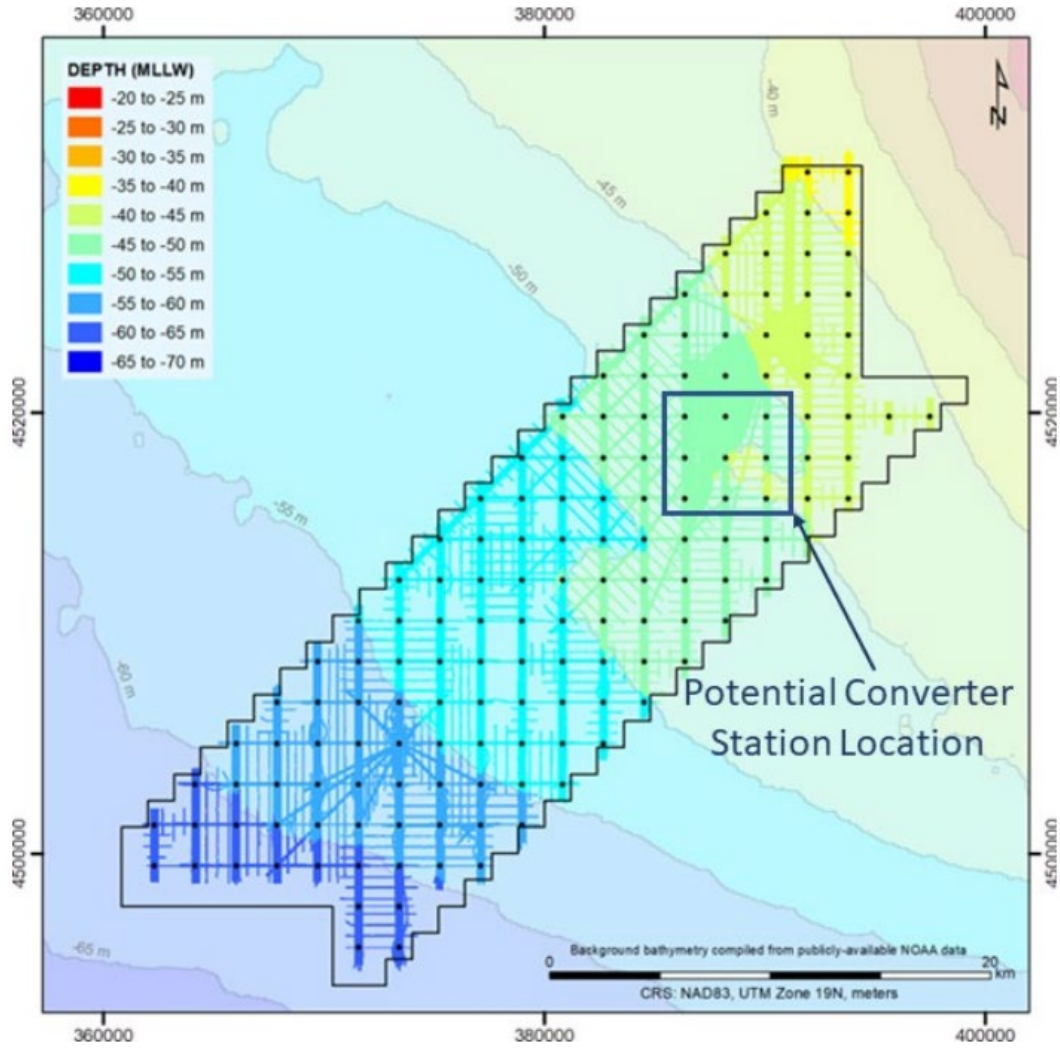 360000 380000 400000
DEPTH (MLLW)
-20 to -25 m
-25 to -30 m
-30 to -35 m
-35 to -40 m
-40 to -45 m
-45 to -50 m
-50 to -55 m
-55 to -60 m
-60 to -65 m
-65 to -70 m
-40 m
N
-45 m
-50 m
4520000 4520000
-55 m
-60 m
Potential Converter
Station Location
4500000 4500000
-65 m
Background bathymetry compiled from publicly-available NOAA data
0 20
km
CRS: NAD83, UTM Zone 19N, meters
360000 380000 400000